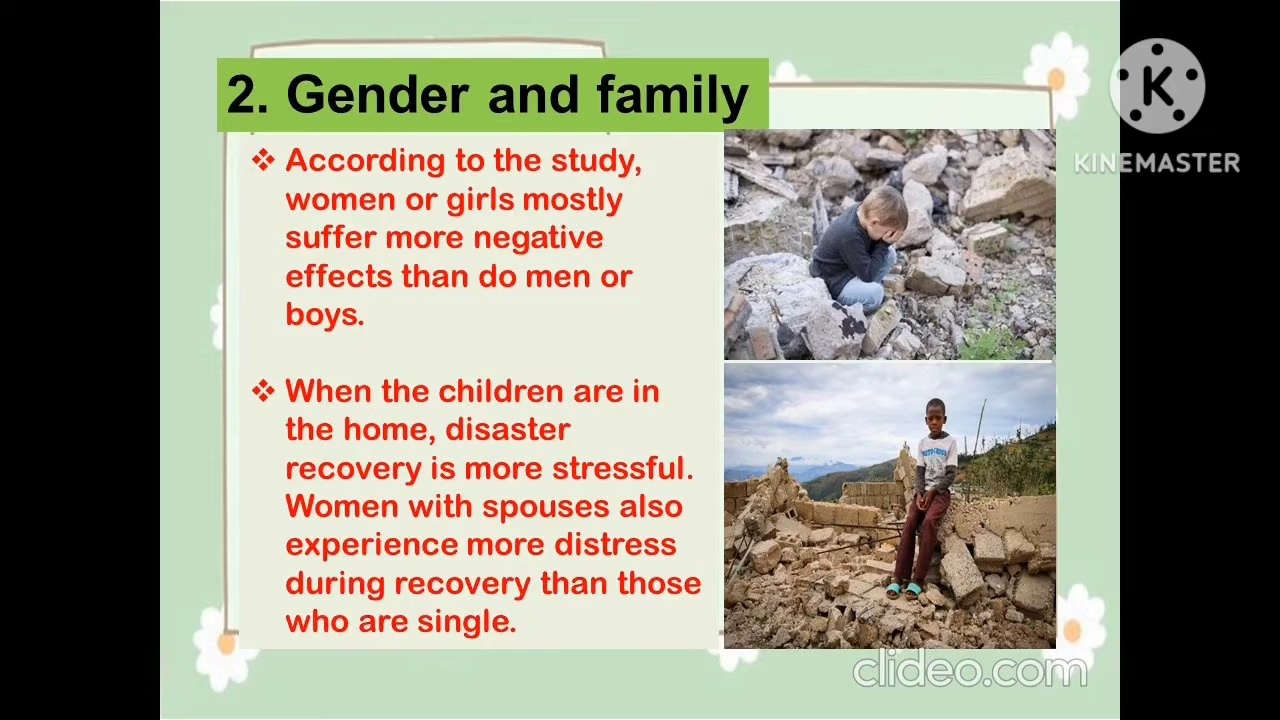 2. Gender and family
❖ According to the study,
women or girls mostly
suffer more negative
effects than do men or
boys.
❖ When the children are in
the home, disaster
recovery is more stressful.
Women with spouses also
experience more distress
during recovery than those
who are single.
K
KINEMASTER
clideo.com